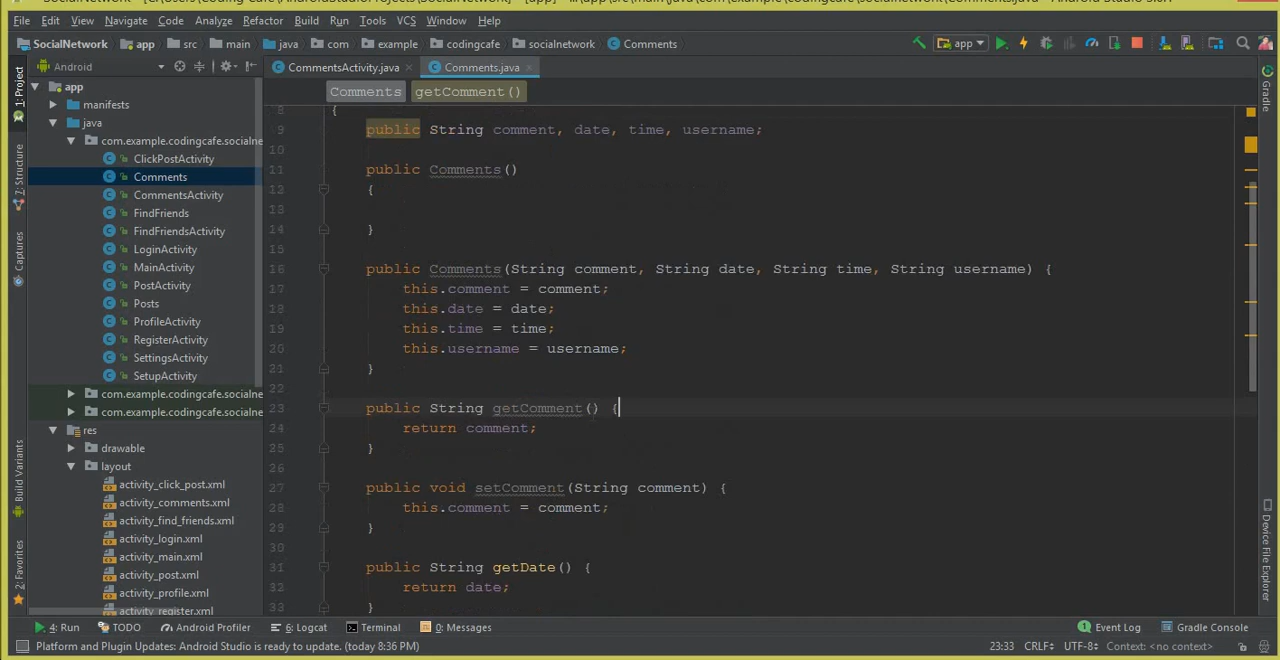 SocialNetwork - [C:\Users\Coding Cafe\AndroidStudioProjects\SocialNetwork] - [app] - ...\app\src\main\java\com\example\codingcafe\socialnetwork\Comments.java - Android Studio 3.0.1
File Edit View Navigate Code Analyze Refactor Build Run Tools VCS Window Help
SocialNetwork app src main java com example codingcafe socialnetwork Comments app
Android CommentsActivity.java Comments.java
Comments getComment()
1: Project
7: Structure
Captures
Build Variants
2: Favorites
app
manifests
java
com.example.codingcafe.socialne
ClickPostActivity
Comments
CommentsActivity
FindFriends
FindFriendsActivity
LoginActivity
MainActivity
PostActivity
Posts
ProfileActivity
RegisterActivity
SettingsActivity
SetupActivity
com.example.codingcafe.socialne
com.example.codingcafe.socialne
res
drawable
layout
activity_click_post.xml
activity_comments.xml
activity_find_friends.xml
activity_login.xml
activity_main.xml
activity_post.xml
activity_profile.xml
activity_register.xml
8 {
9 public String comment, date, time, username;
10
11 public Comments()
12 {
13
14 }
15
16 public Comments(String comment, String date, String time, String username) {
17 this.comment = comment;
18 this.date = date;
19 this.time = time;
20 this.username = username;
21 }
22
23 public String getComment() {
24 return comment;
25 }
26
27 public void setComment(String comment) {
28 this.comment = comment;
29 }
30
31 public String getDate() {
32 return date;
33 }
Gradle
Device File Explorer
4: Run TODO Android Profiler 6: Logcat Terminal 0: Messages 1 Event Log Gradle Console
Platform and Plugin Updates: Android Studio is ready to update. (today 8:36 PM) 23:33 CRLF UTF-8 Context: <no context>